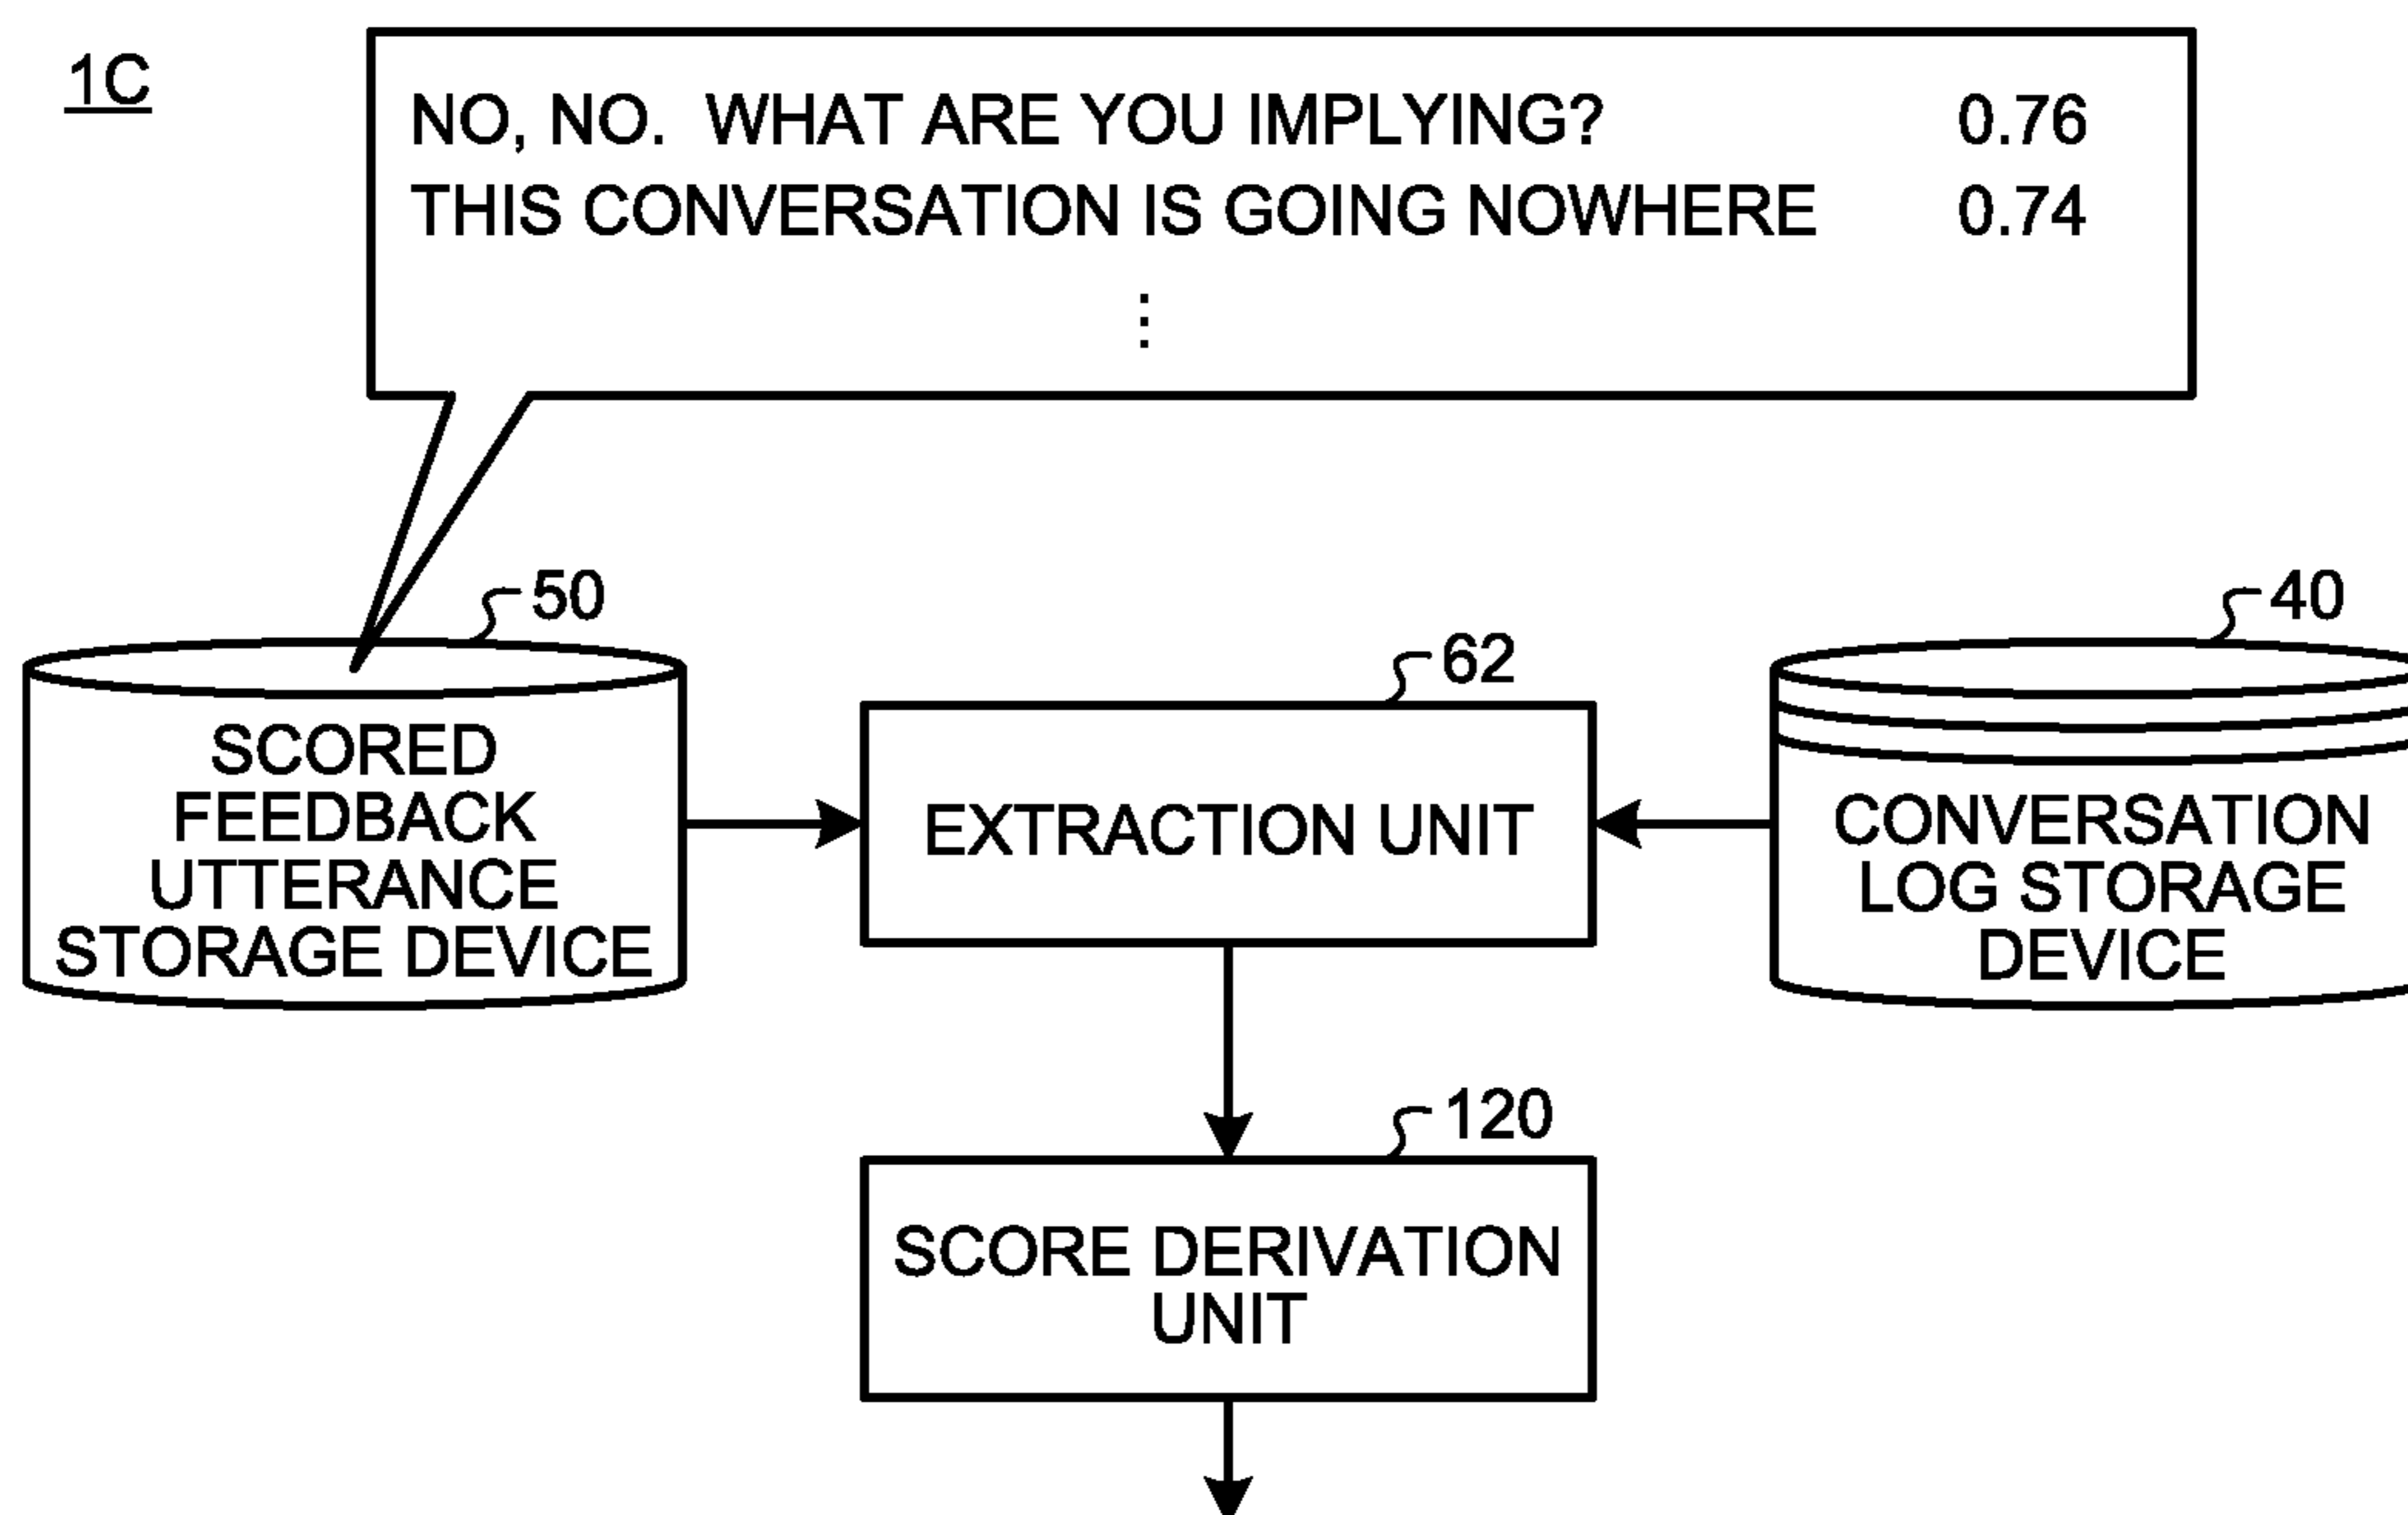 1C
NO, NO. WHAT ARE YOU IMPLYING? 0.76
THIS CONVERSATION IS GOING NOWHERE 0.74
⋮
50
SCORED
FEEDBACK
UTTERANCE
STORAGE DEVICE
62
EXTRACTION UNIT
40
CONVERSATION
LOG STORAGE
DEVICE
120
SCORE DERIVATION
UNIT